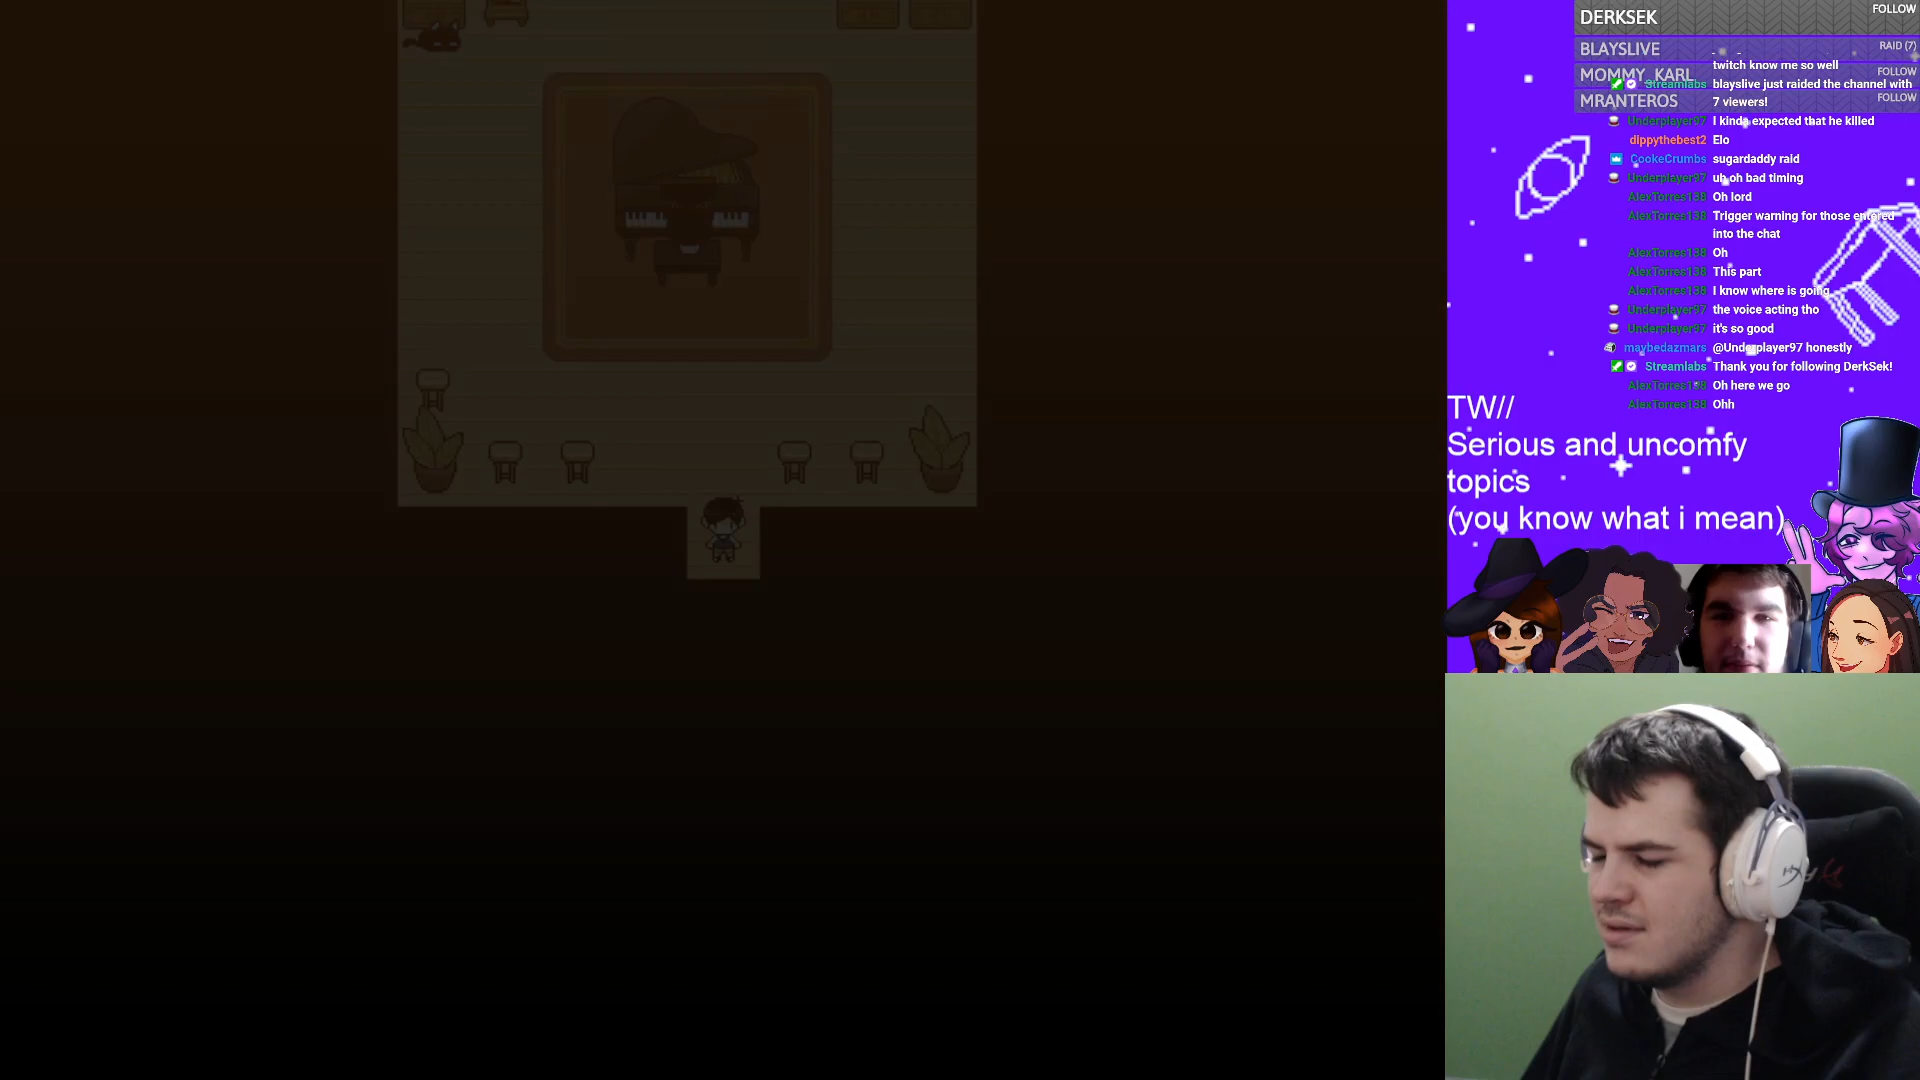 DERKSEK FOLLOW
BLAYSLIVE RAID (7)
twitch know me so well
MOMMY_KARL FOLLOW
Streamlabs blayslive just raided the channel with
7 viewers!
MRANTEROS FOLLOW
Underplayer97 I kinda expected that he killed
dippythebest2 Elo
CookeCrumbs sugardaddy raid
Underplayer97 uh oh bad timing
AlexTorres138 Oh lord
AlexTorres138 Trigger warning for those entered
into the chat
AlexTorres138 Oh
AlexTorres138 This part
AlexTorres138 I know where is going
Underplayer97 the voice acting tho
Underplayer97 it's so good
maybedazmars @Underplayer97 honestly
Streamlabs Thank you for following DerkSek!
AlexTorres138 Oh here we go
AlexTorres138 Ohh
TW//
Serious and uncomfy
topics
(you know what i mean)